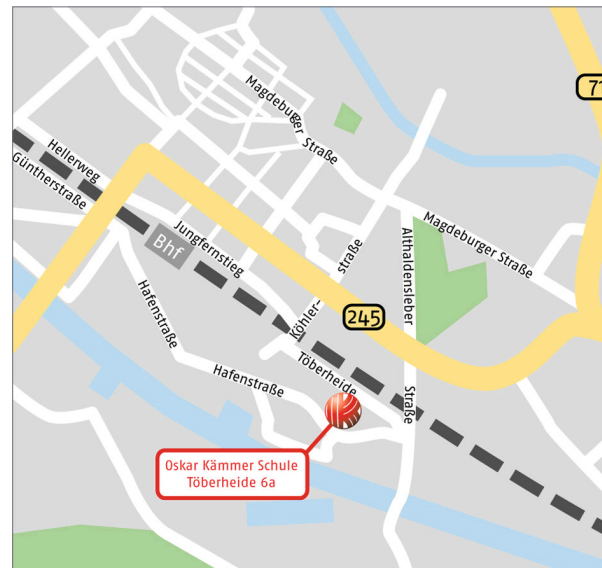 71
Magdeburger Straße
Hellerweg
Güntherstraße
Jungfernstieg
Bhf
Magdeburger Straße
Althaldensleber Straße
Köhler-
straße
245
Hafenstraße
Hafenstraße
Töberheide
Oskar Kämmer Schule
Töberheide 6a